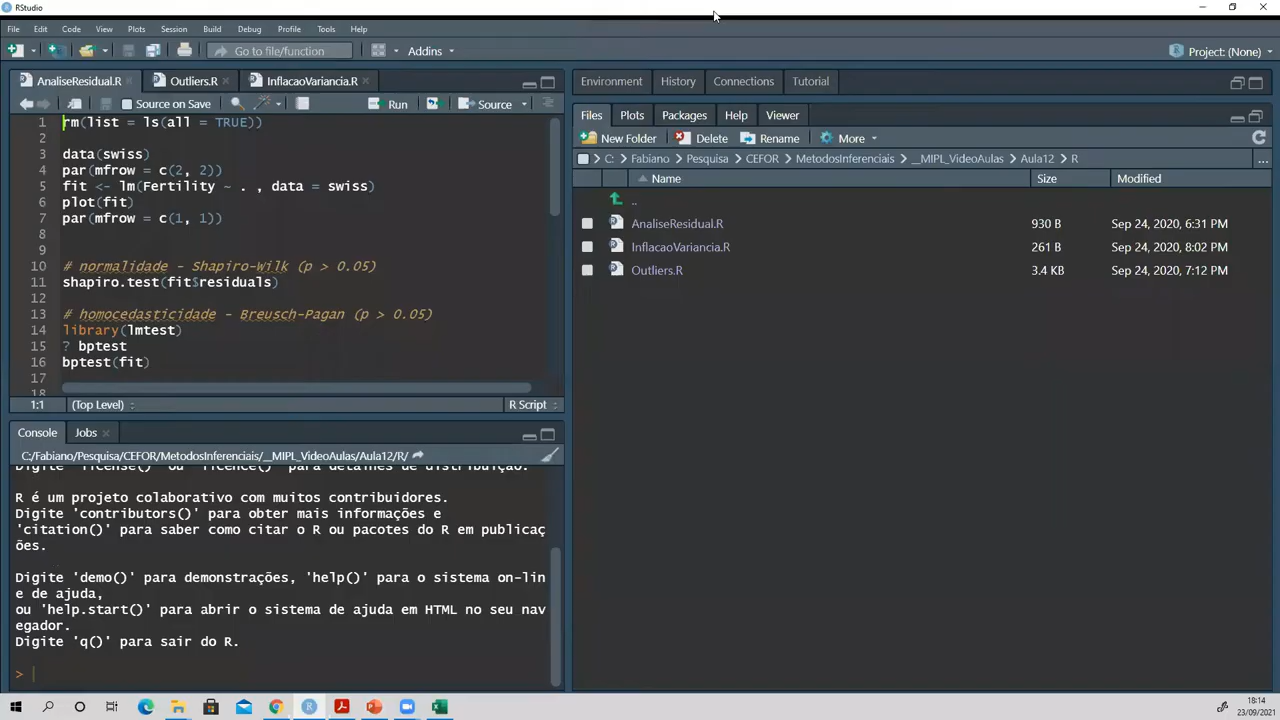 RStudio
File Edit Code View Plots Session Build Debug Profile Tools Help
Go to file/function Addins Project: (None)
AnaliseResidual.R Outliers.R InflacaoVariancia.R
Source on Save Run Source
1 rm(list = ls(all = TRUE))
2
3 data(swiss)
4 par(mfrow = c(2, 2))
5 fit <- lm(Fertility ~ . , data = swiss)
6 plot(fit)
7 par(mfrow = c(1, 1))
8
9
10 # normalidade - Shapiro-Wilk (p > 0.05)
11 shapiro.test(fit$residuals)
12
13 # homocedasticidade - Breusch-Pagan (p > 0.05)
14 library(lmtest)
15 ? bptest
16 bptest(fit)
17
18
1:1 (Top Level) R Script
Console Jobs
C:/Fabiano/Pesquisa/CEFOR/MetodosInferenciais/__MIPL_VideoAulas/Aula12/R/
Digite 'license()' ou 'licence()' para detalhes de distribuição.
R é um projeto colaborativo com muitos contribuidores.
Digite 'contributors()' para obter mais informações e
'citation()' para saber como citar o R ou pacotes do R em publicaç
ões.
Digite 'demo()' para demonstrações, 'help()' para o sistema on-lin
e de ajuda,
ou 'help.start()' para abrir o sistema de ajuda em HTML no seu nav
egador.
Digite 'q()' para sair do R.
>
Environment History Connections Tutorial
Files Plots Packages Help Viewer
New Folder Delete Rename More
C: Fabiano Pesquisa CEFOR MetodosInferenciais __MIPL_VideoAulas Aula12 R ...
Name Size Modified
..
AnaliseResidual.R 930 B Sep 24, 2020, 6:31 PM
InflacaoVariancia.R 261 B Sep 24, 2020, 8:02 PM
Outliers.R 3.4 KB Sep 24, 2020, 7:12 PM
18:14
23/09/2021